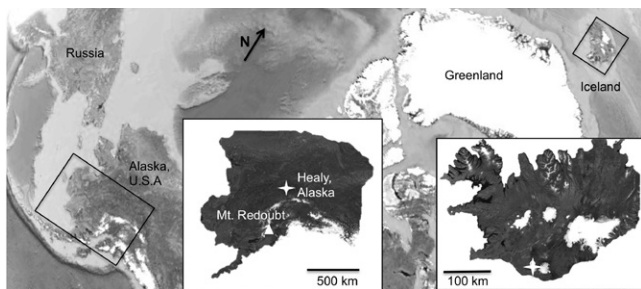 Russia
N
Greenland
Iceland
Alaska,
U.S.A
Healy,
Alaska
Mt. Redoubt
500 km
100 km